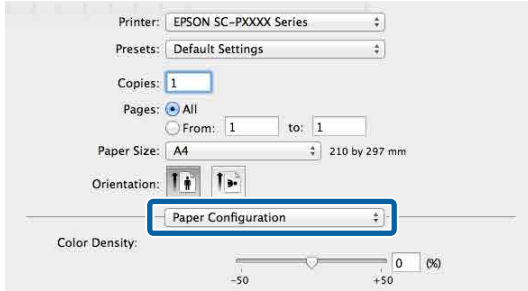 Printer: EPSON SC-PXXXX Series
Presets: Default Settings
Copies: 1
Pages: All
From: 1 to: 1
Paper Size: A4 210 by 297 mm
Orientation:
Paper Configuration
Color Density:
0 (%)
-50 +50